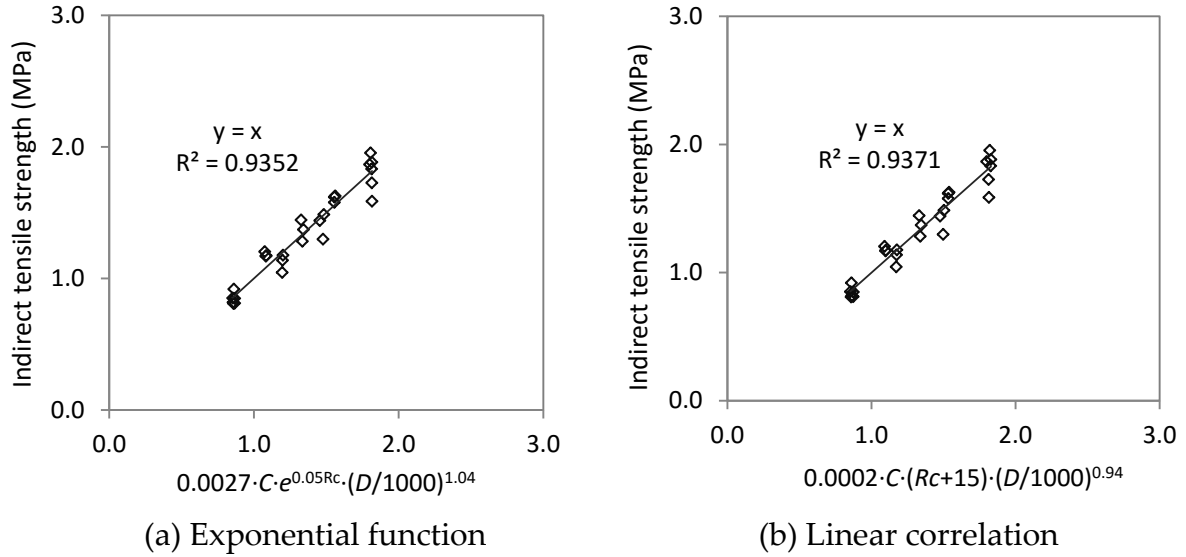 Indirect tensile strength (MPa)
3.0
2.0
1.0
0.0
y = x
R² = 0.9352
0.0 1.0 2.0 3.0
0.0027·C·e^0.05Rc·(D/1000)^1.04
(a) Exponential function
Indirect tensile strength (MPa)
3.0
2.0
1.0
0.0
y = x
R² = 0.9371
0.0 1.0 2.0 3.0
0.0002·C·(Rc+15)·(D/1000)^0.94
(b) Linear correlation